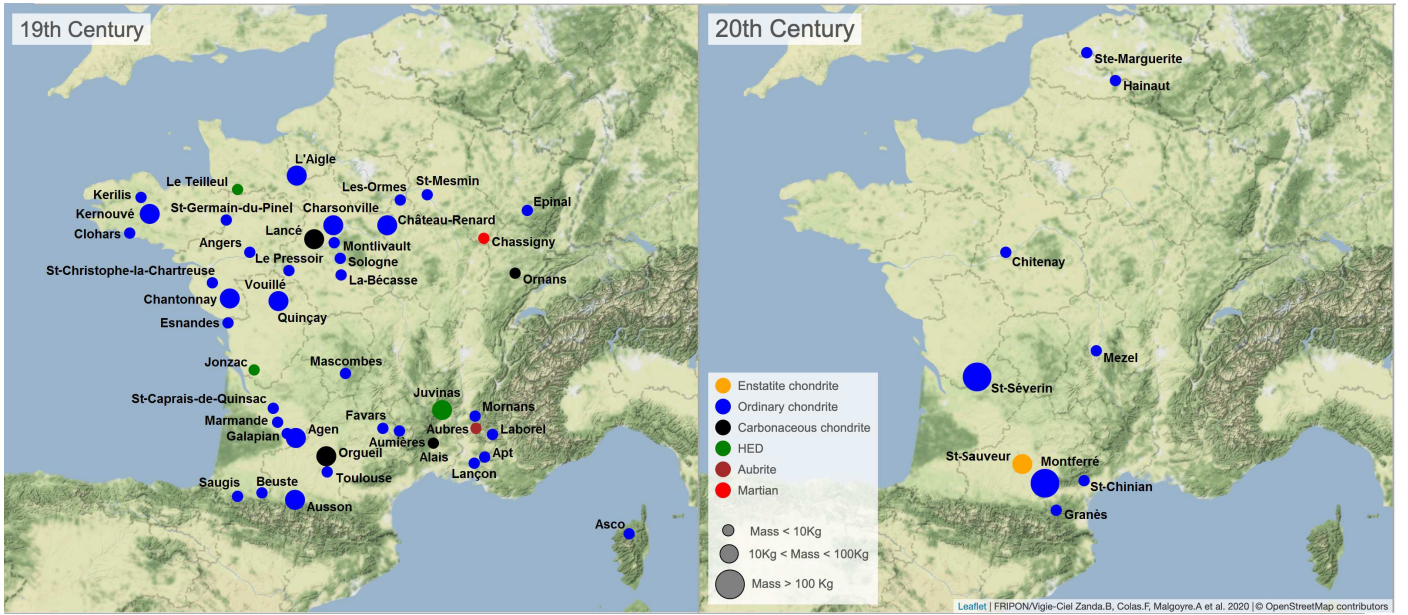 19th Century
L'Aigle
Le Teilleul
Les-Ormes
St-Mesmin
Kerilis
Kernouvé
St-Germain-du-Pinel
Charsonville
Château-Renard
Epinal
Clohars
Lancé
Angers
Montlivault
Chassigny
Le Pressoir
Sologne
St-Christophe-la-Chartreuse
La-Bécasse
Ornans
Vouillé
Chantonnay
Quinçay
Esnandes
Jonzac
Mascombes
Juvinas
St-Caprais-de-Quinsac
Mornans
Marmande
Favars
Galapian
Agen
Aubres
Laborel
Aumières
Orgueil
Alais
Apt
Lançon
Toulouse
Saugis
Beuste
Ausson
Asco
20th Century
Ste-Marguerite
Hainaut
Chitenay
Mezel
St-Séverin
St-Sauveur
Montferré
St-Chinian
Granès
Enstatite chondrite
Ordinary chondrite
Carbonaceous chondrite
HED
Aubrite
Martian
Mass < 10Kg
10Kg < Mass < 100Kg
Mass > 100 Kg
Leaflet | FRIPON/Vigie-Ciel Zanda.B, Colas.F, Malgoyre.A et al. 2020 | © OpenStreetMap contributors